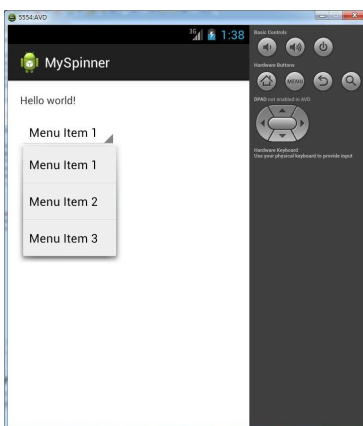 5554:AVD
3G 1:38
MySpinner
Hello world!
Menu Item 1
Menu Item 1
Menu Item 2
Menu Item 3
Basic Controls
Hardware Buttons
MENU
DPAD not enabled in AVD
Hardware Keyboard
Use your physical keyboard to provide input